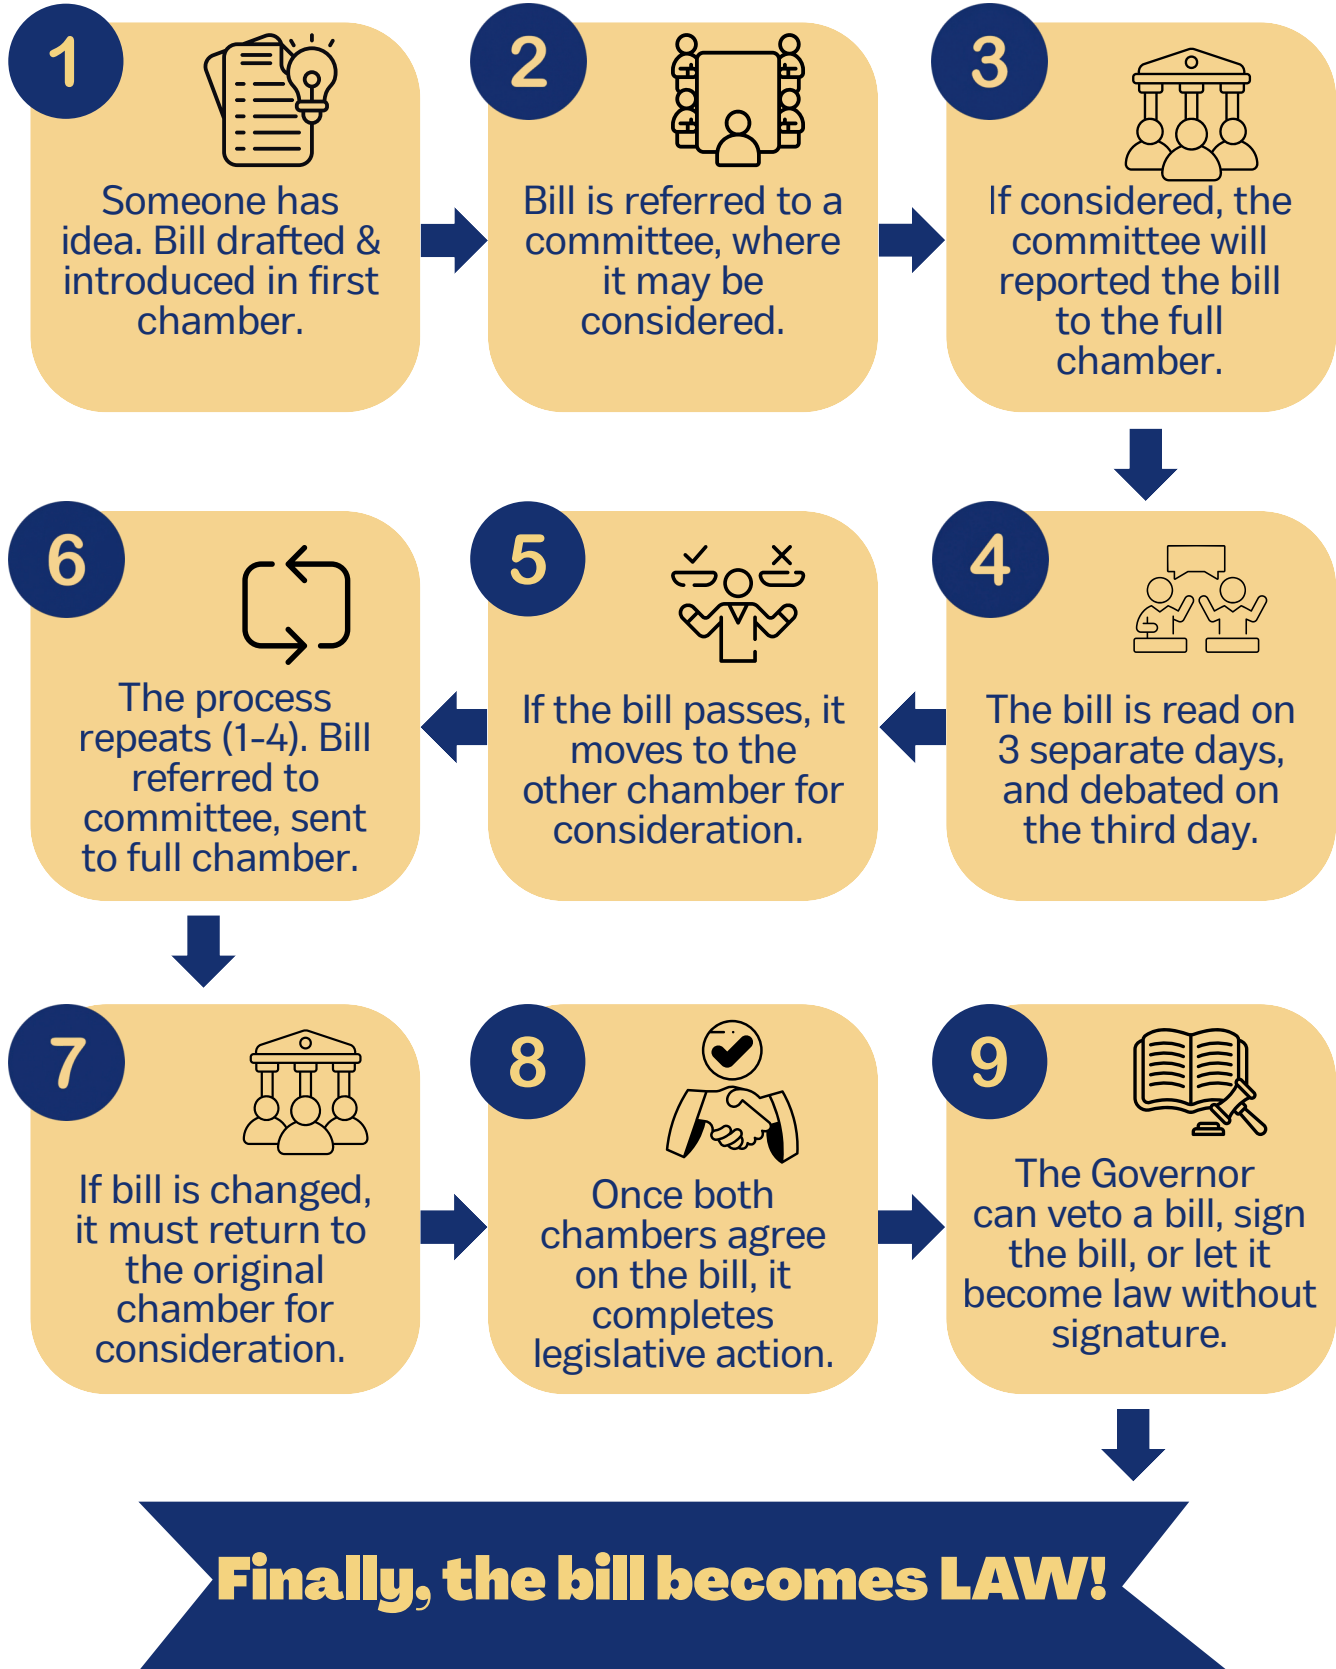 1
Someone has
idea. Bill drafted &
introduced in first
chamber.
2
Bill is referred to a
committee, where
it may be
considered.
3
If considered, the
committee will
reported the bill
to the full
chamber.
4
The bill is read on
3 separate days,
and debated on
the third day.
5
If the bill passes, it
moves to the
other chamber for
consideration.
6
The process
repeats (1-4). Bill
referred to
committee, sent
to full chamber.
7
If bill is changed,
it must return to
the original
chamber for
consideration.
8
Once both
chambers agree
on the bill, it
completes
legislative action.
9
The Governor
can veto a bill, sign
the bill, or let it
become law without
signature.
Finally, the bill becomes LAW!